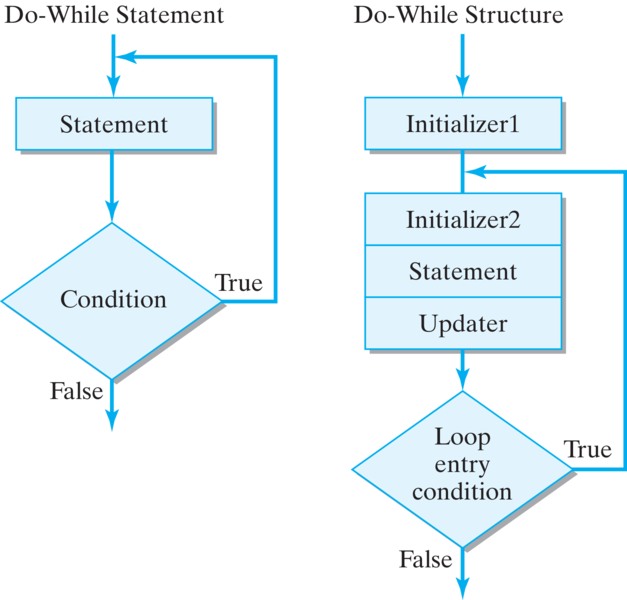 Do-While Statement
Statement
Condition
True
False
Do-While Structure
Initializer1
Initializer2
Statement
Updater
Loop
entry
condition
True
False